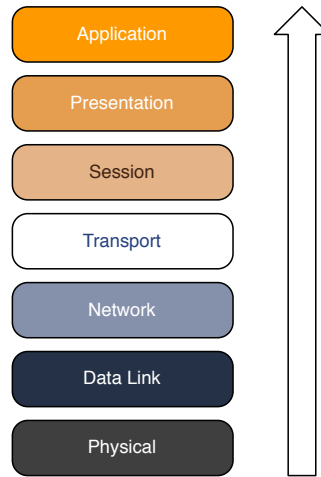 Application
Presentation
Session
Transport
Network
Data Link
Physical